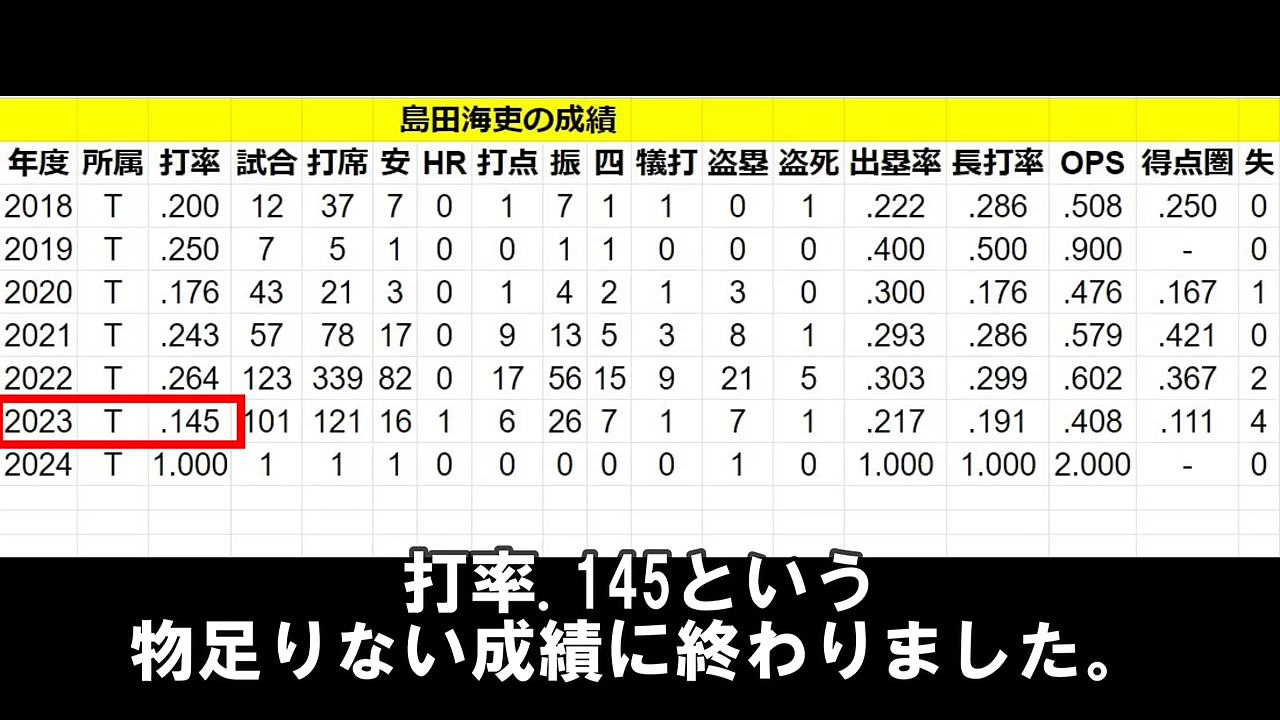 島田海吏の成績
年度 所属 打率 試合 打席 安 HR 打点 振 四 犠打 盗塁 盗死 出塁率 長打率 OPS 得点圏 失
2018 T .200 12 37 7 0 1 7 1 1 0 1 .222 .286 .508 .250 0
2019 T .250 7 5 1 0 0 1 1 0 0 0 .400 .500 .900 - 0
2020 T .176 43 21 3 0 1 4 2 1 3 0 .300 .176 .476 .167 1
2021 T .243 57 78 17 0 9 13 5 3 8 1 .293 .286 .579 .421 0
2022 T .264 123 339 82 0 17 56 15 9 21 5 .303 .299 .602 .367 2
2023 T .145 101 121 16 1 6 26 7 1 7 1 .217 .191 .408 .111 4
2024 T 1.000 1 1 1 0 0 0 0 0 1 0 1.000 1.000 2.000 - 0
打率.145という
物足りない成績に終わりました。